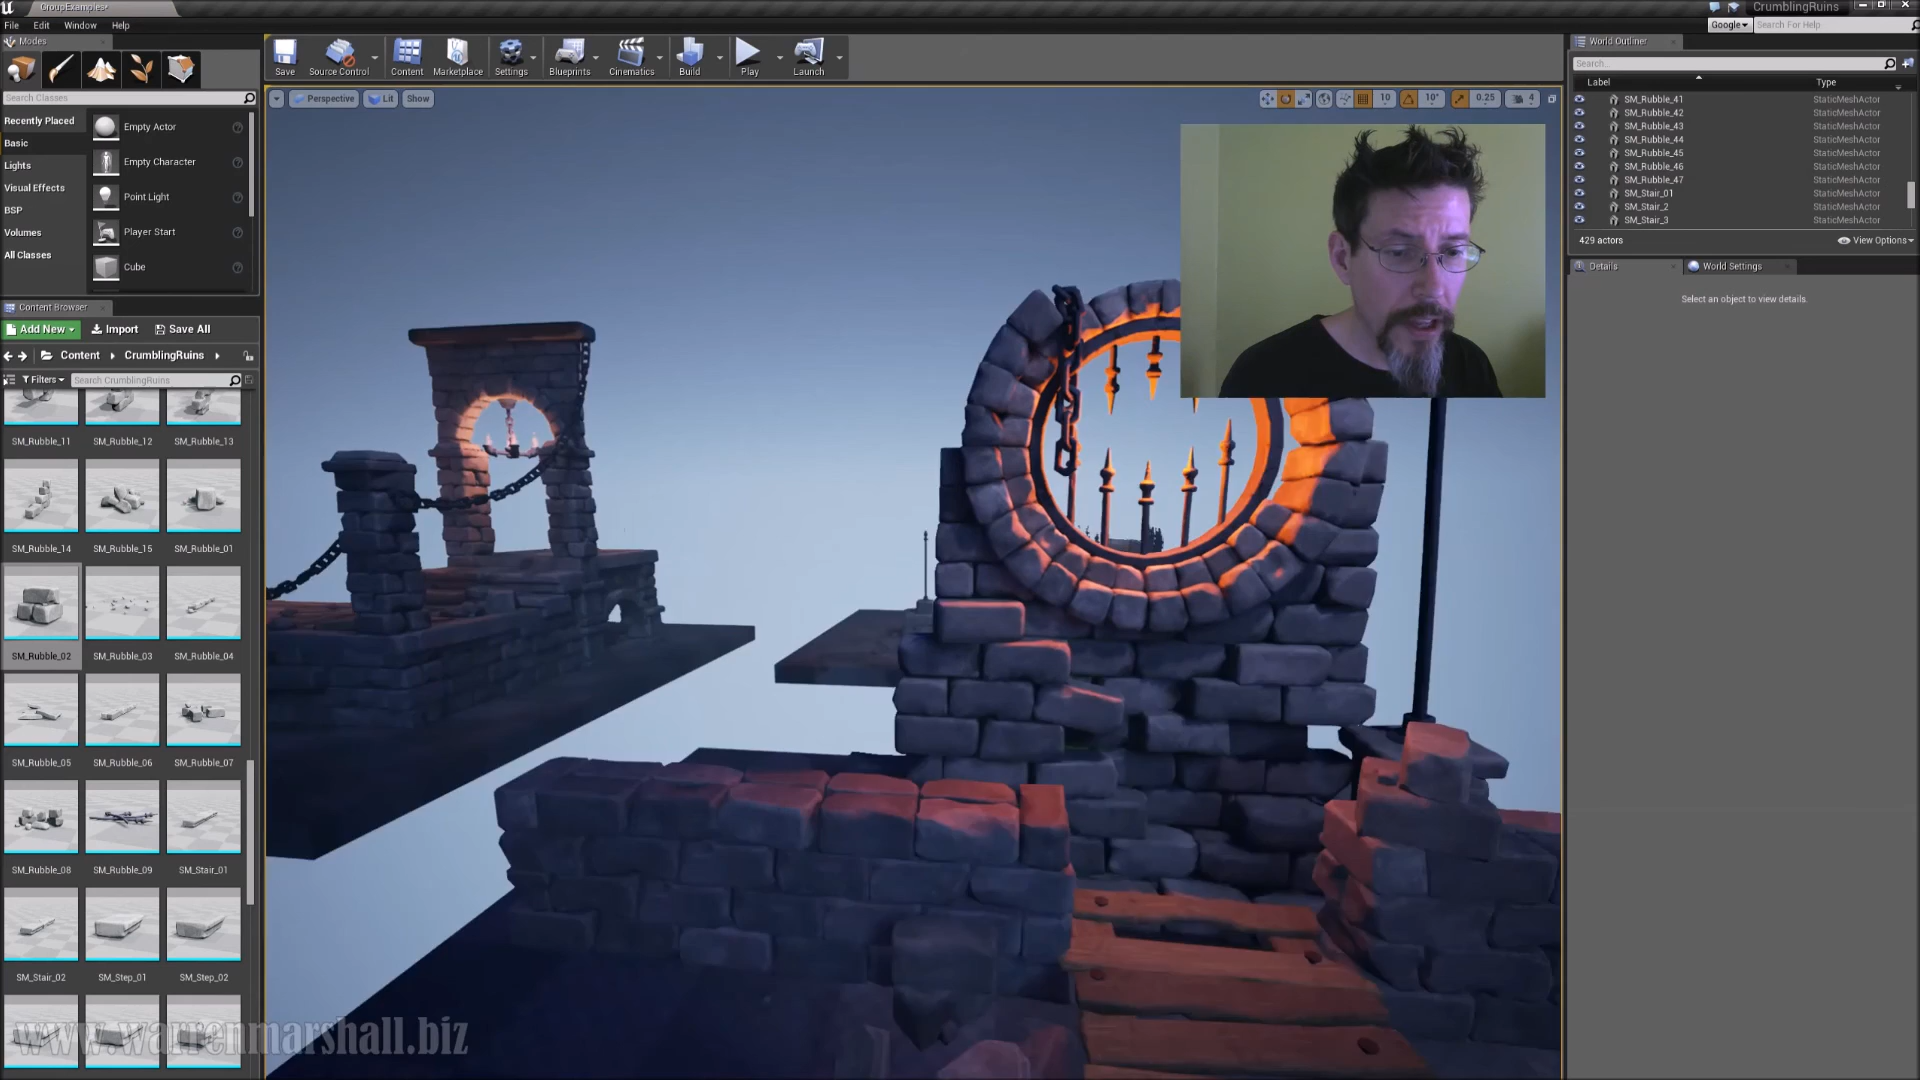 GroupExamples*
CrumblingRuins
File Edit Window Help
Google
Search For Help
Modes
World Outliner
Save Source Control Content Marketplace Settings Blueprints Cinematics Build Play Launch
Search...
Label Type
Search Classes
Perspective Lit Show
10 10° 0.25 4
Recently Placed
Basic
Lights
Visual Effects
BSP
Volumes
All Classes
Empty Actor
Empty Character
Point Light
Player Start
Cube
SM_Rubble_41 StaticMeshActor
SM_Rubble_42 StaticMeshActor
SM_Rubble_43 StaticMeshActor
SM_Rubble_44 StaticMeshActor
SM_Rubble_45 StaticMeshActor
SM_Rubble_46 StaticMeshActor
SM_Rubble_47 StaticMeshActor
SM_Stair_01 StaticMeshActor
SM_Stair_2 StaticMeshActor
SM_Stair_3 StaticMeshActor
429 actors View Options
Details World Settings
Select an object to view details.
Content Browser
Add New Import Save All
Content CrumblingRuins
Filters Search CrumblingRuins
SM_Rubble_11 SM_Rubble_12 SM_Rubble_13
SM_Rubble_14 SM_Rubble_15 SM_Rubble_01
SM_Rubble_02 SM_Rubble_03 SM_Rubble_04
SM_Rubble_05 SM_Rubble_06 SM_Rubble_07
SM_Rubble_08 SM_Rubble_09 SM_Stair_01
SM_Stair_02 SM_Step_01 SM_Step_02
www.warrenmarshall.biz